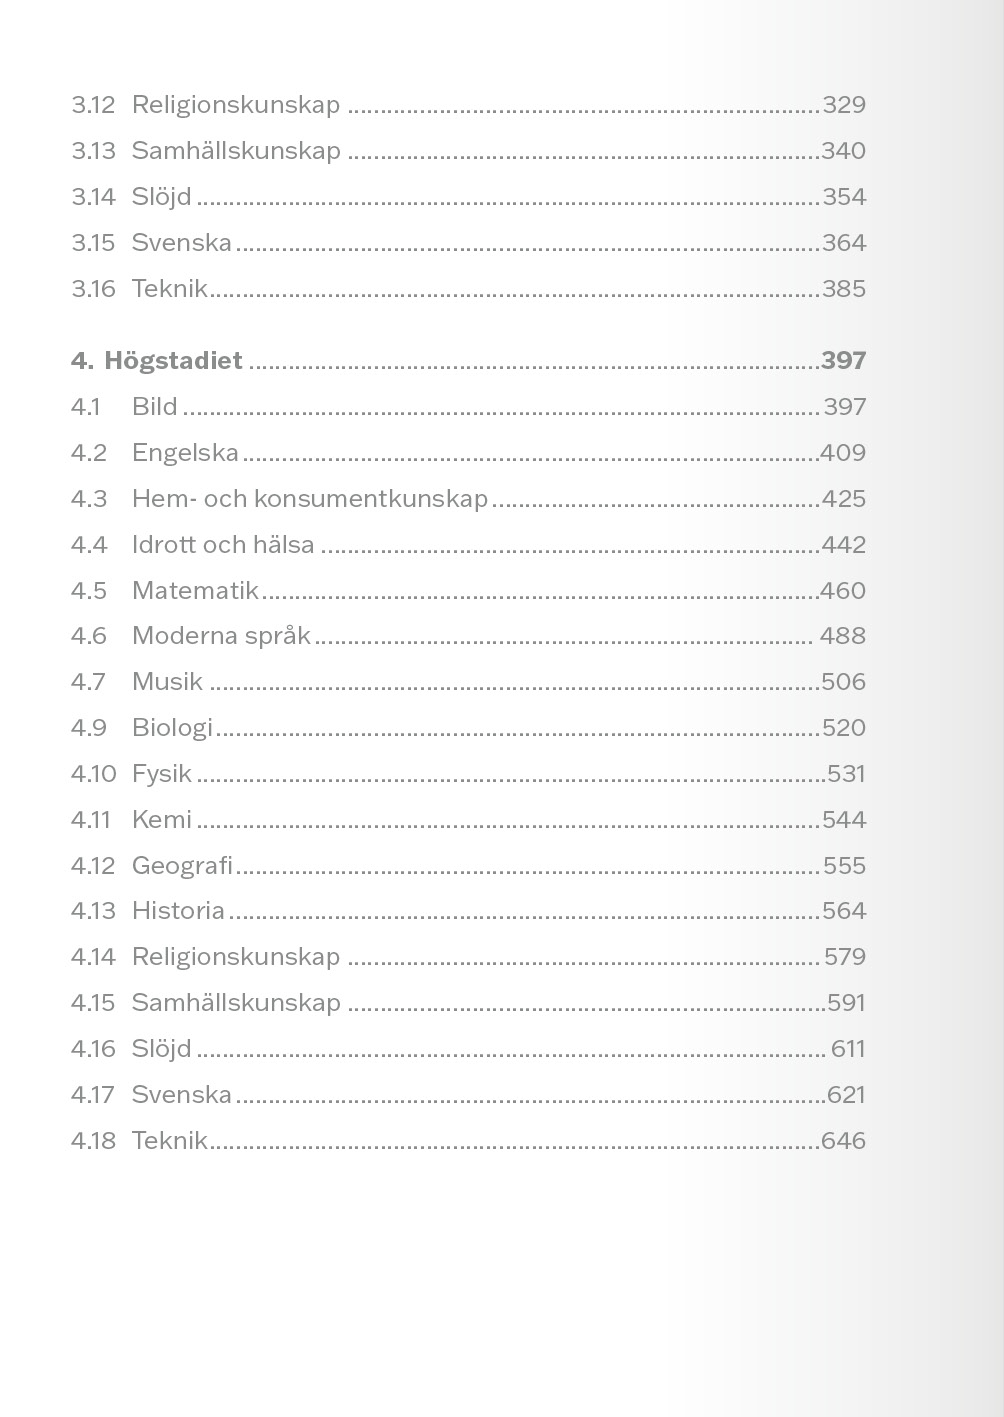 3.12 Religionskunskap ........................................................................329
3.13 Samhällskunskap ........................................................................340
3.14 Slöjd ................................................................................................354
3.15 Svenska ..........................................................................................364
3.16 Teknik..............................................................................................385
4. Högstadiet ........................................................................................397
4.1 Bild ................................................................................................... 397
4.2 Engelska ..........................................................................................409
4.3 Hem- och konsumentkunskap ...................................................425
4.4 Idrott och hälsa .............................................................................442
4.5 Matematik .......................................................................................460
4.6 Moderna språk ............................................................................. 488
4.7 Musik ...............................................................................................506
4.9 Biologi ..............................................................................................520
4.10 Fysik .................................................................................................531
4.11 Kemi .................................................................................................544
4.12 Geografi .......................................................................................... 555
4.13 Historia ............................................................................................564
4.14 Religionskunskap ........................................................................ 579
4.15 Samhällskunskap .........................................................................591
4.16 Slöjd ................................................................................................. 611
4.17 Svenska ...........................................................................................621
4.18 Teknik..............................................................................................646